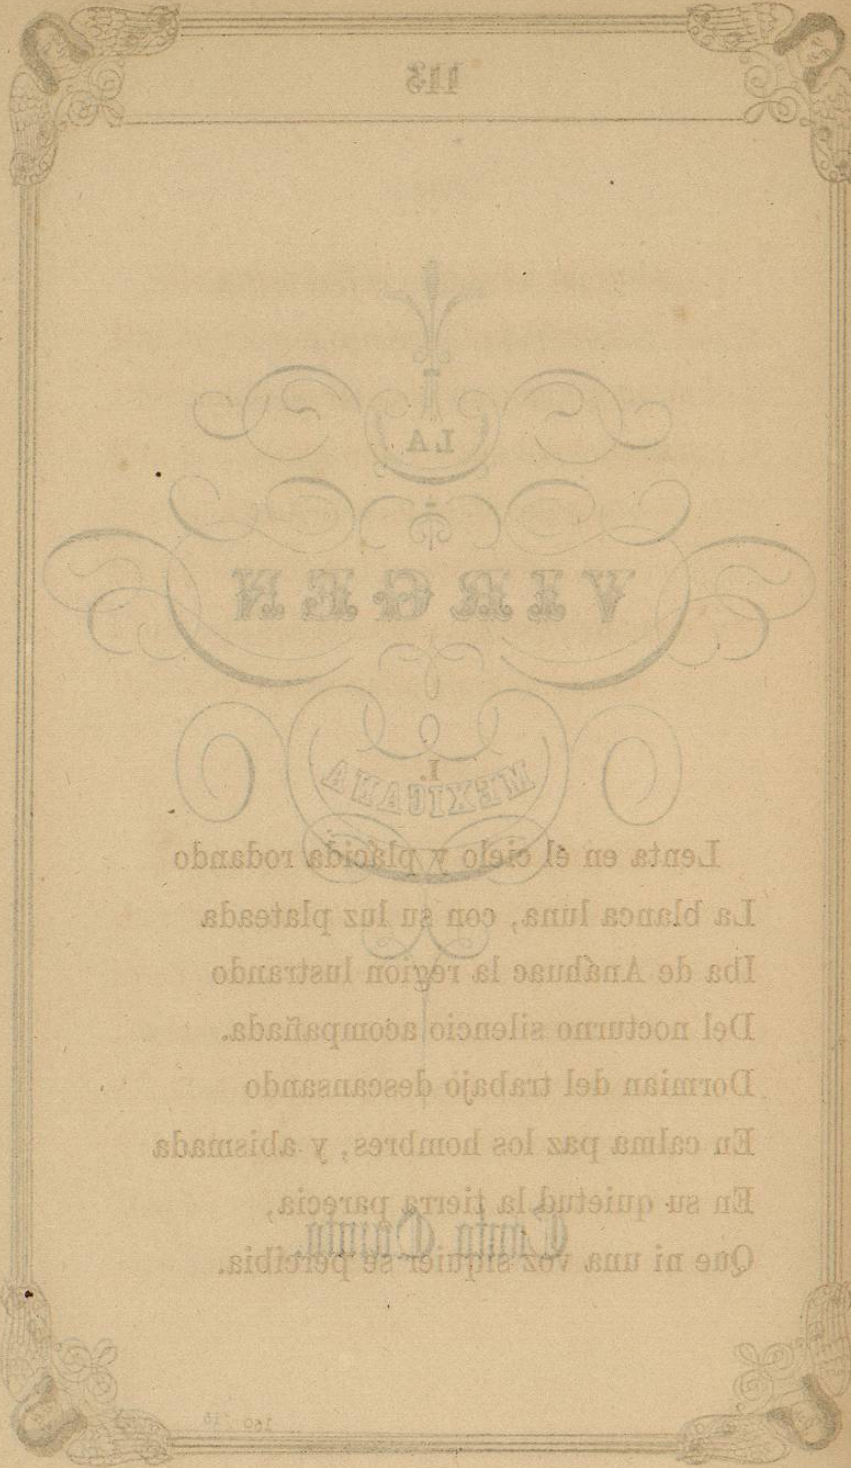 113
LA
VIRGEN
MEXICANA
I.
Lenta en el cielo y plácida rodando
La blanca luna, con su luz plateada
Iba de Anáhuac la region lustrando
Del nocturno silencio acompañada.
Dormian del trabajo descansando
En calma paz los hombres, y abismada
En su quietud la tierra parecia,
Que ni una voz siquier se percibia.
Canto Quinto.